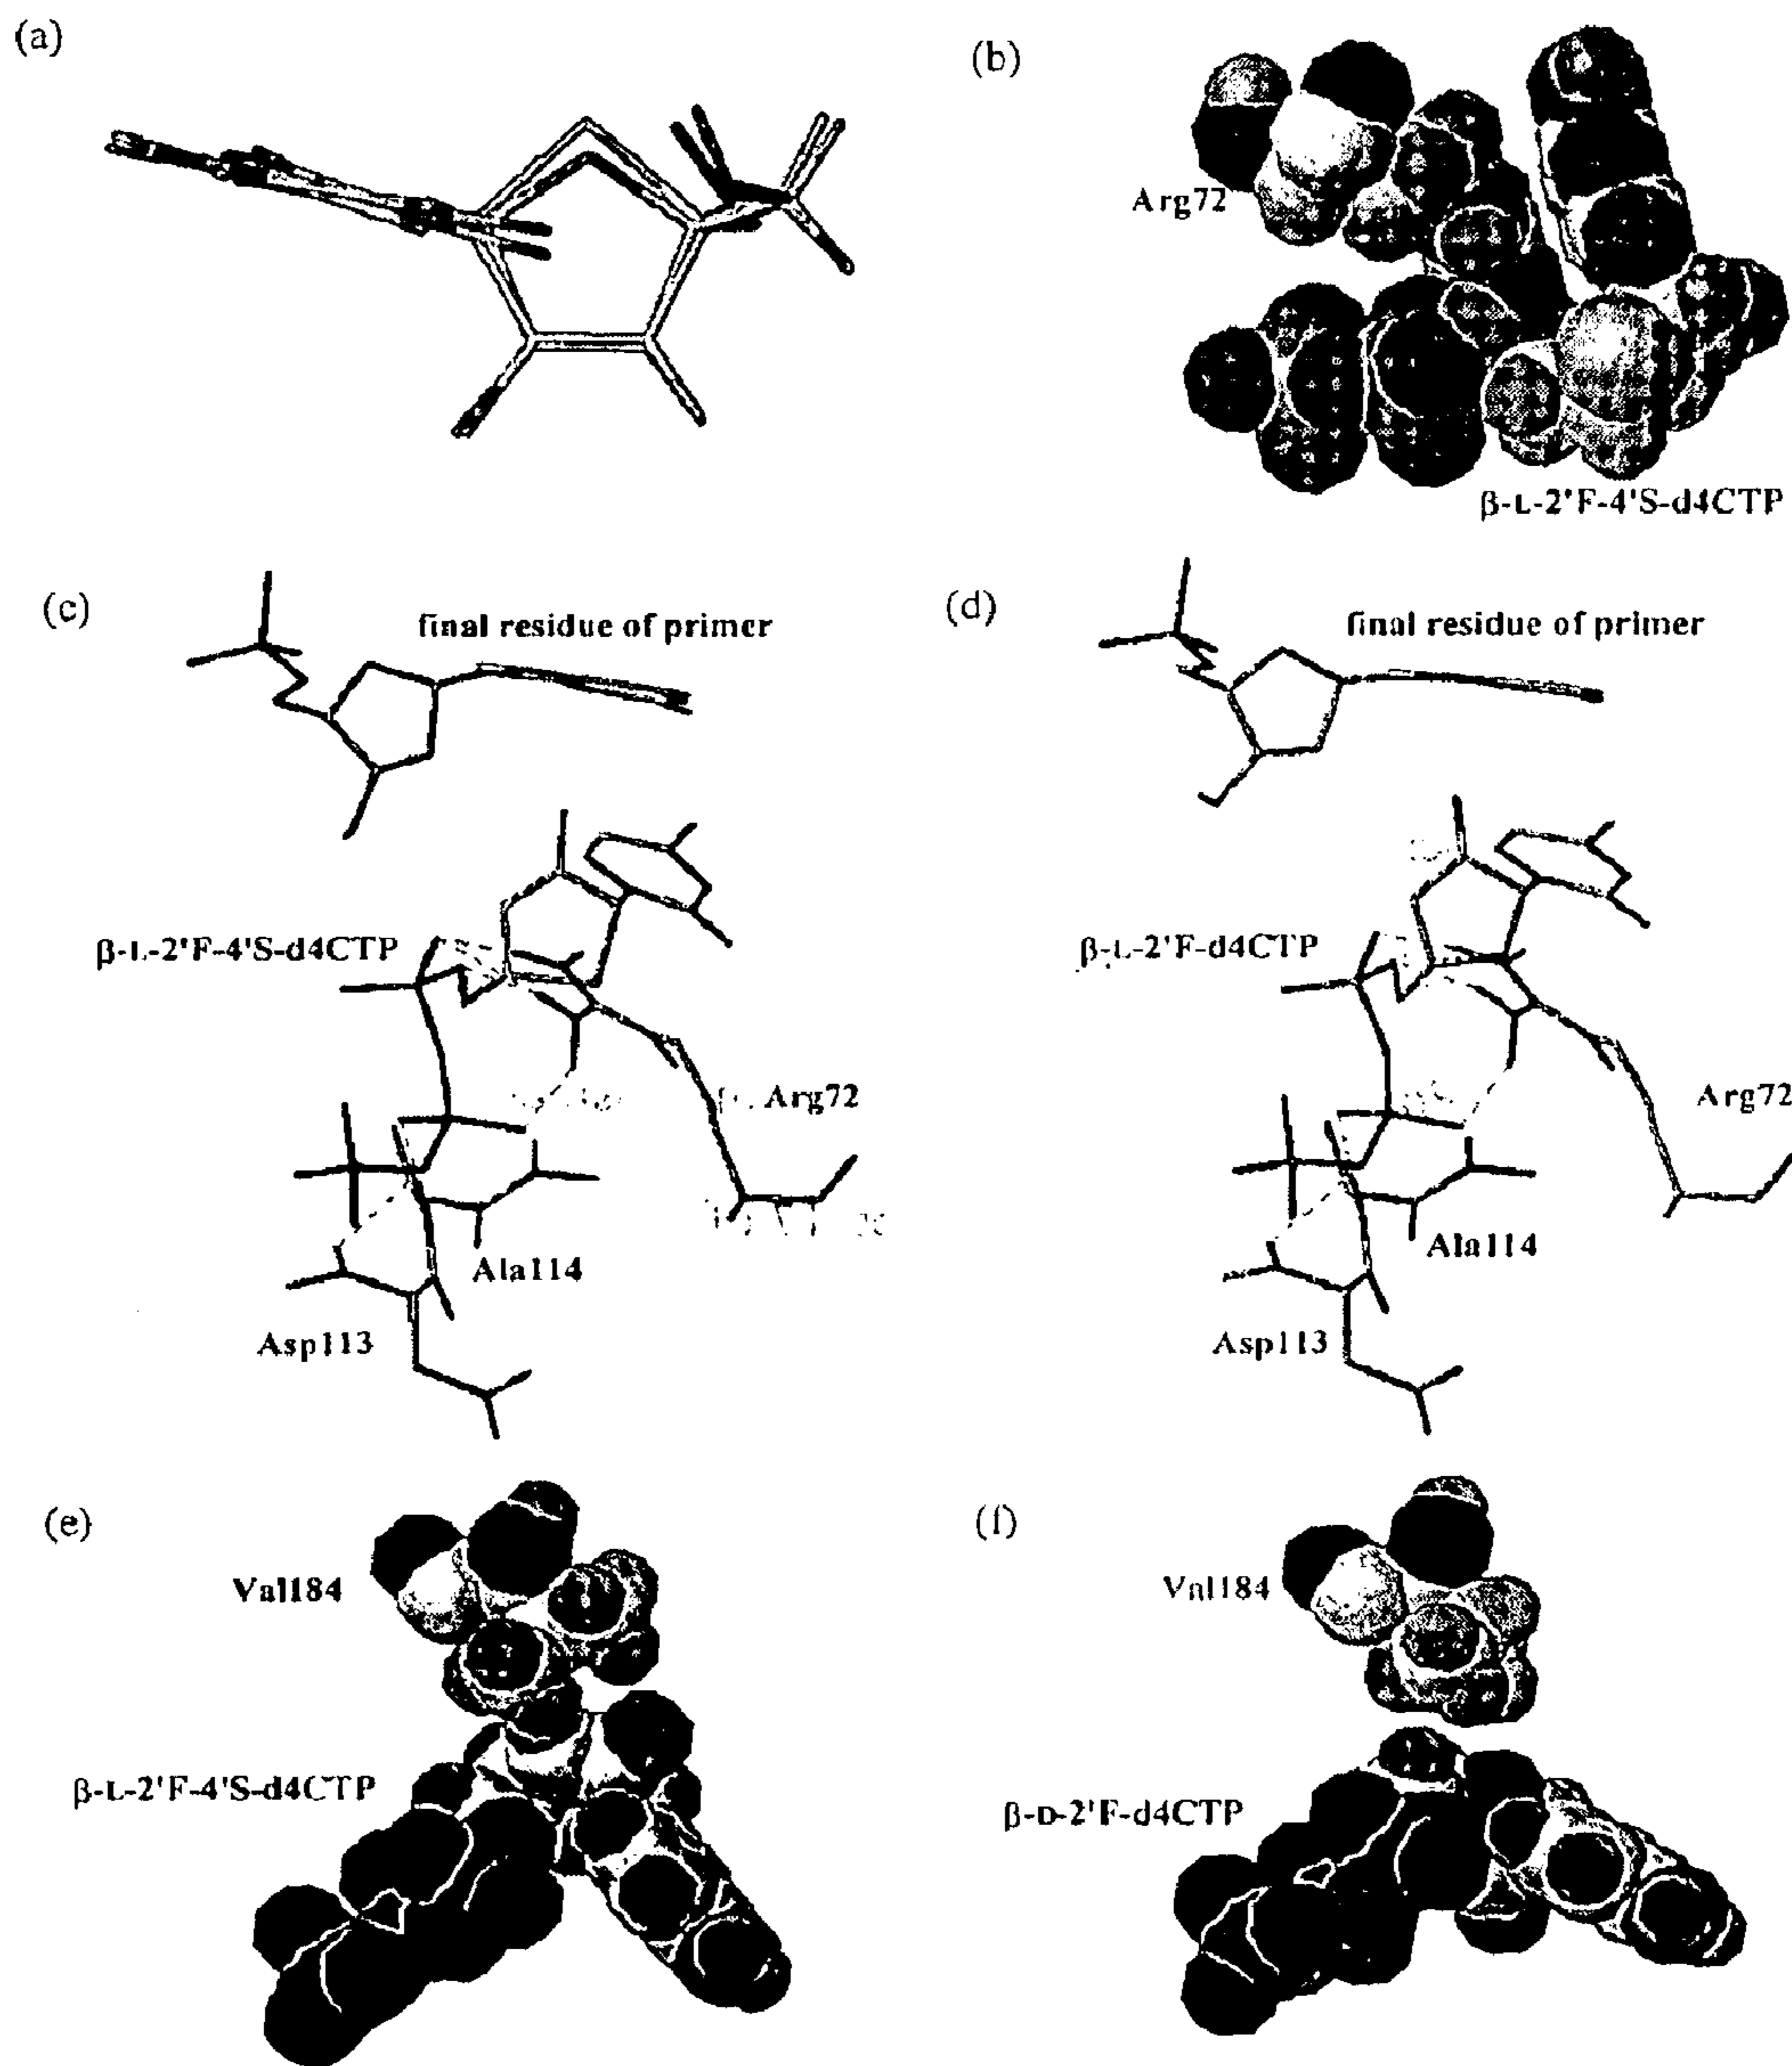 (a)
(b)
Arg72
β-L-2'F-4'S-d4CTP
(c)
final residue of primer
(d)
final residue of primer
β-L-2'F-4'S-d4CTP
β-L-2'F-d4CTP
Arg72
Arg72
Ala114
Ala114
Asp113
Asp113
(e)
(f)
Val184
Val184
β-L-2'F-4'S-d4CTP
β-D-2'F-d4CTP